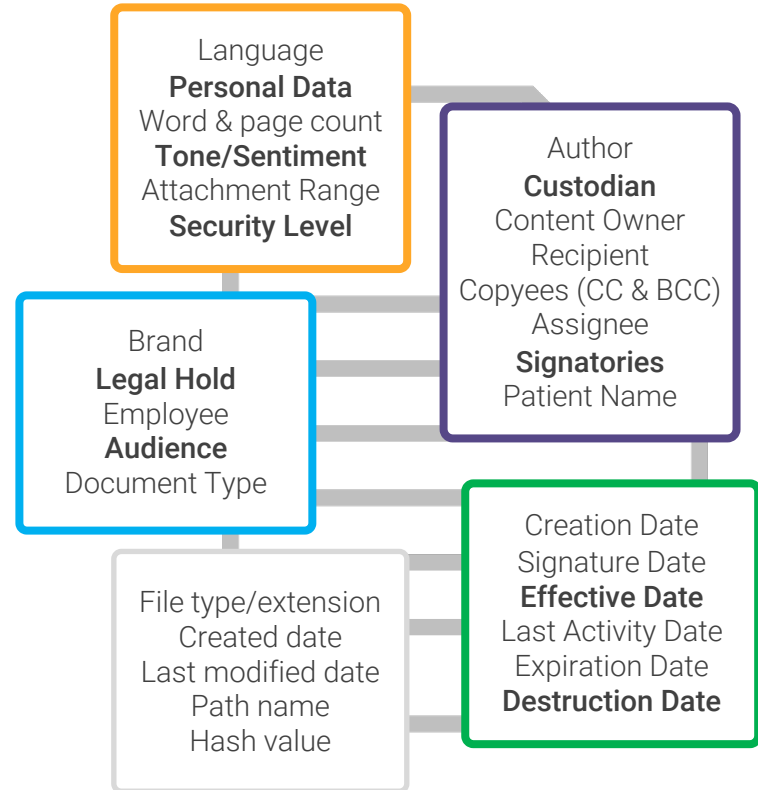 Language
Personal Data
Word & page count
Tone/Sentiment
Attachment Range
Security Level
Author
Custodian
Content Owner
Recipient
Copyees (CC & BCC)
Assignee
Signatories
Patient Name
Brand
Legal Hold
Employee
Audience
Document Type
Creation Date
Signature Date
Effective Date
Last Activity Date
Expiration Date
Destruction Date
File type/extension
Created date
Last modified date
Path name
Hash value